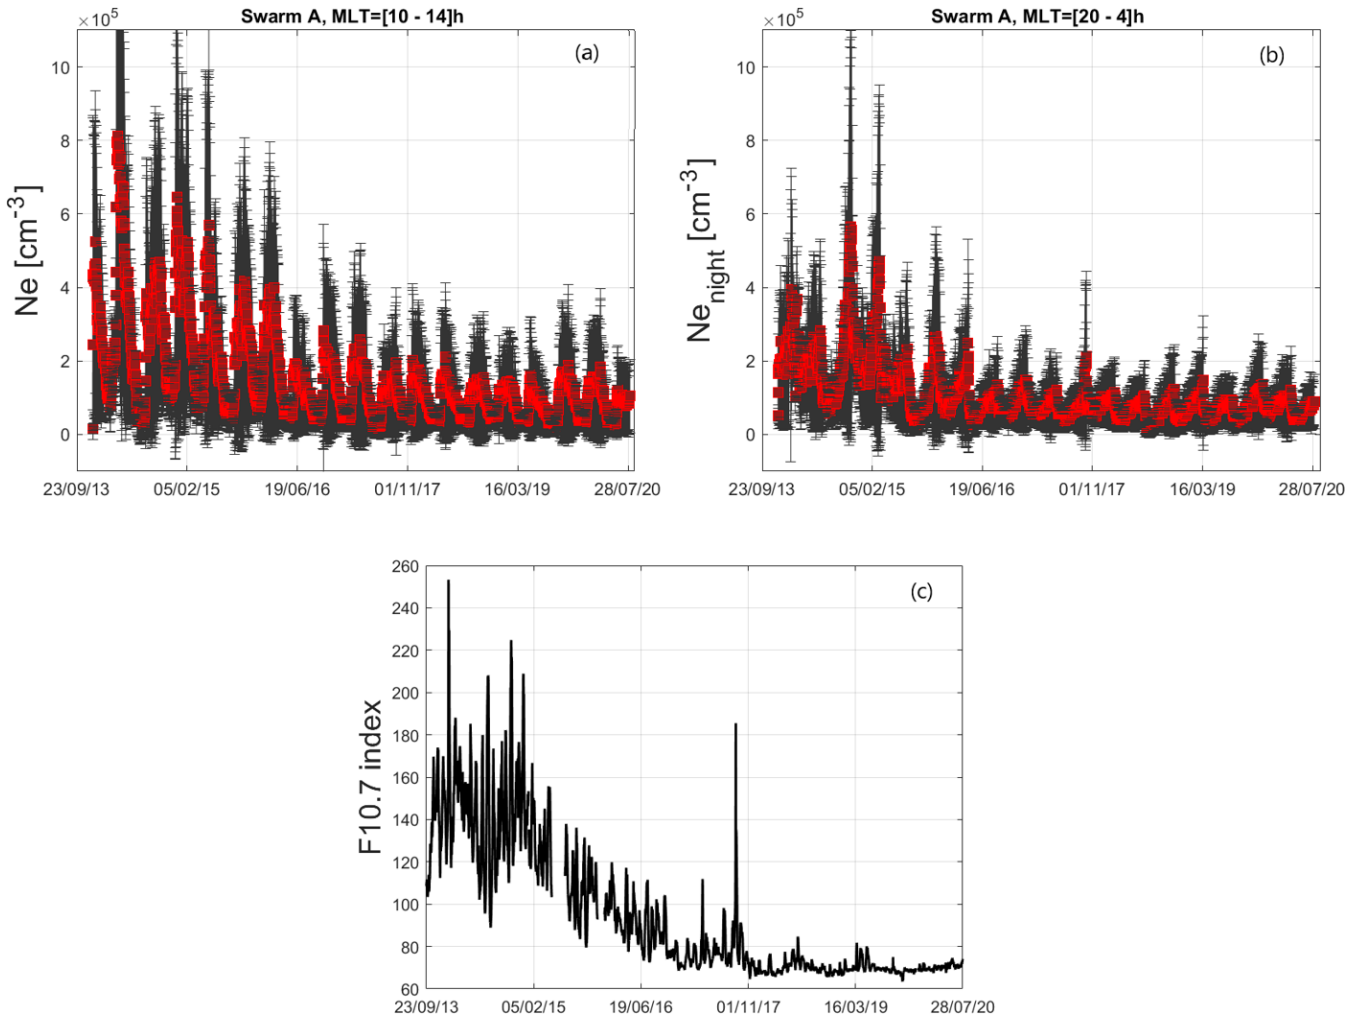 Swarm A, MLT=[10 - 14]h
×10⁵
(a)
Ne [cm⁻³]
10
8
6
4
2
0
23/09/13 05/02/15 19/06/16 01/11/17 16/03/19 28/07/20
Swarm A, MLT=[20 - 4]h
×10⁵
(b)
Ne_night [cm⁻³]
10
8
6
4
2
0
23/09/13 05/02/15 19/06/16 01/11/17 16/03/19 28/07/20
(c)
F10.7 index
260
240
220
200
180
160
140
120
100
80
60
23/09/13 05/02/15 19/06/16 01/11/17 16/03/19 28/07/20